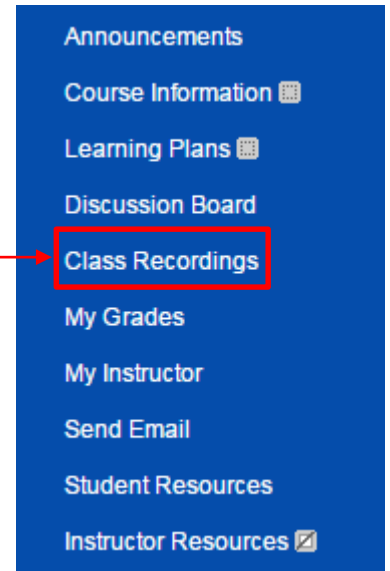 Announcements
Course Information
Learning Plans
Discussion Board
Class Recordings
My Grades
My Instructor
Send Email
Student Resources
Instructor Resources